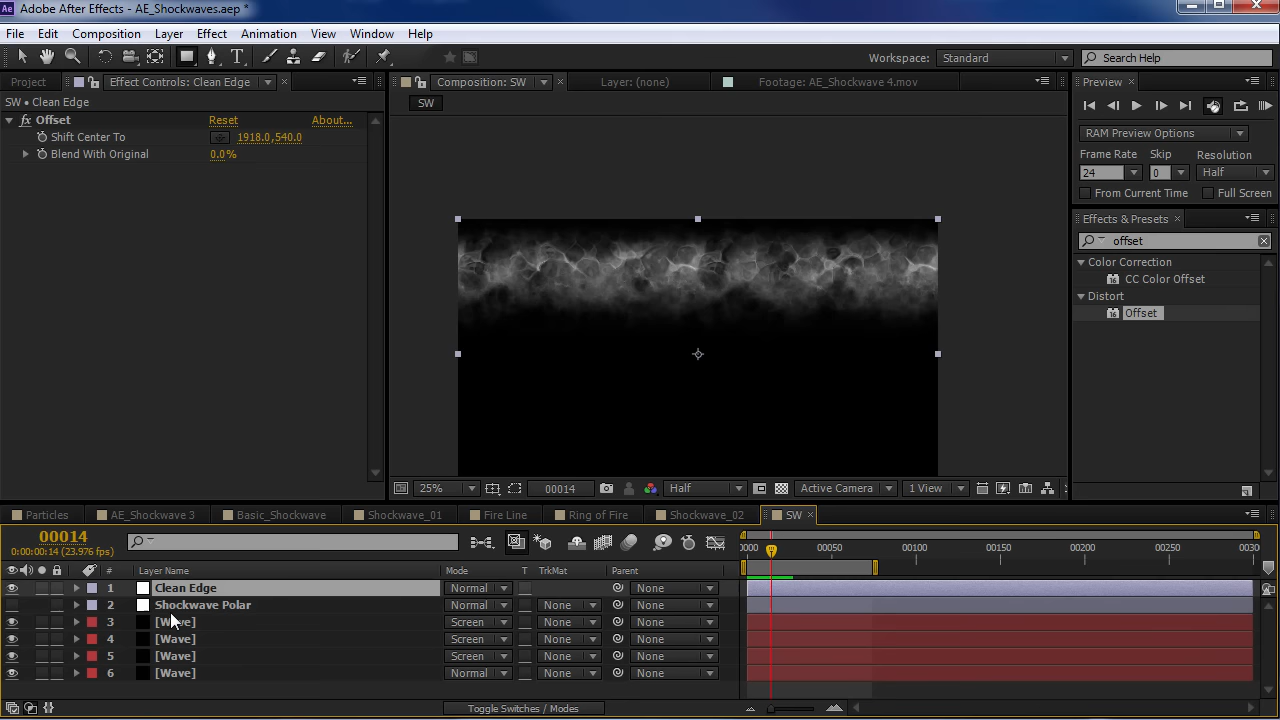 Ae Adobe After Effects - AE_Shockwaves.aep *
File Edit Composition Layer Effect Animation View Window Help
Workspace: Standard Search Help
Project Effect Controls: Clean Edge Composition: SW Layer: (none) Footage: AE_Shockwave 4.mov Preview
SW • Clean Edge SW
fx Offset Reset About...
Shift Center To 1918.0,540.0
Blend With Original 0.0%
RAM Preview Options
Frame Rate Skip Resolution
24 0 Half
From Current Time Full Screen
Effects & Presets
offset
Color Correction
CC Color Offset
Distort
Offset
25% 00014 Half Active Camera 1 View
Particles AE_Shockwave 3 Basic_Shockwave Shockwave_01 Fire Line Ring of Fire Shockwave_02 SW
00014
0:00:00:14 (23.976 fps)
0000 00050 00100 00150 00200 00250 0030
# Layer Name Mode T TrkMat Parent
1 Clean Edge Normal None
2 Shockwave Polar Normal None None
3 [Wave] Screen None None
4 [Wave] Screen None None
5 [Wave] Screen None None
6 [Wave] Normal None None
Toggle Switches / Modes